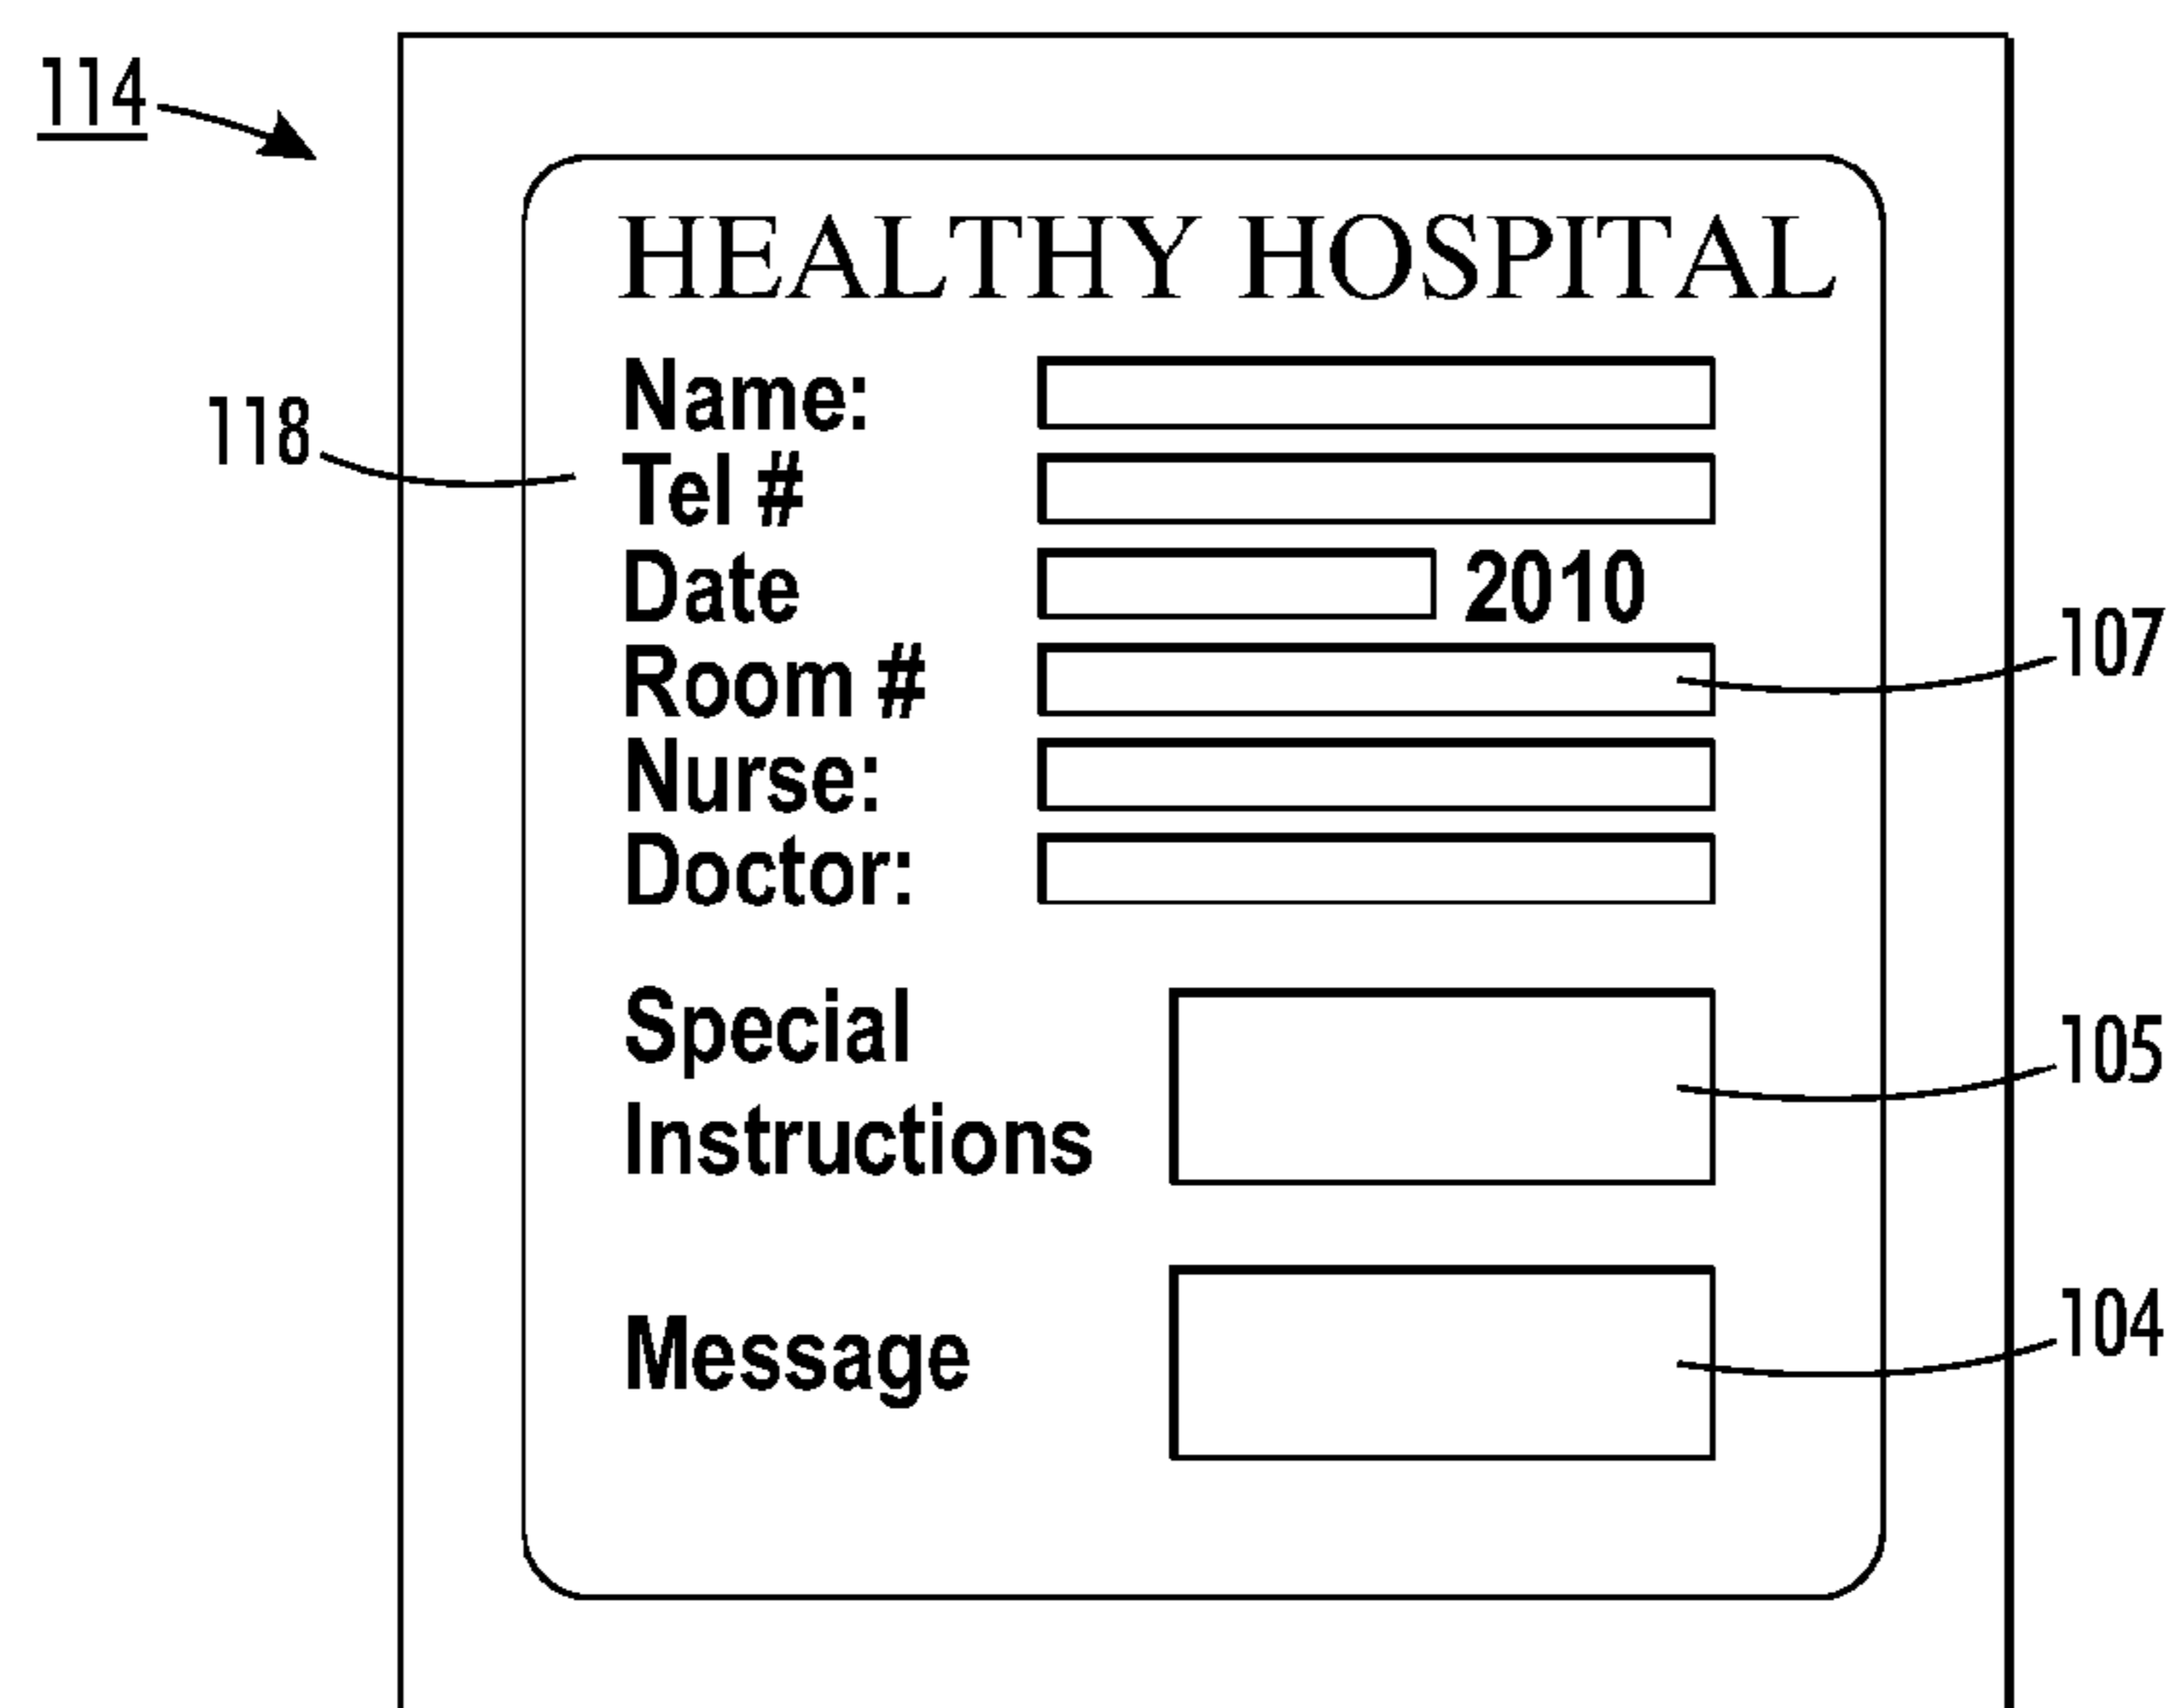 114
HEALTHY HOSPITAL
Name:
118
Tel #
Date 2010
107
Room #
Nurse:
Doctor:
Special
105
Instructions
Message
104